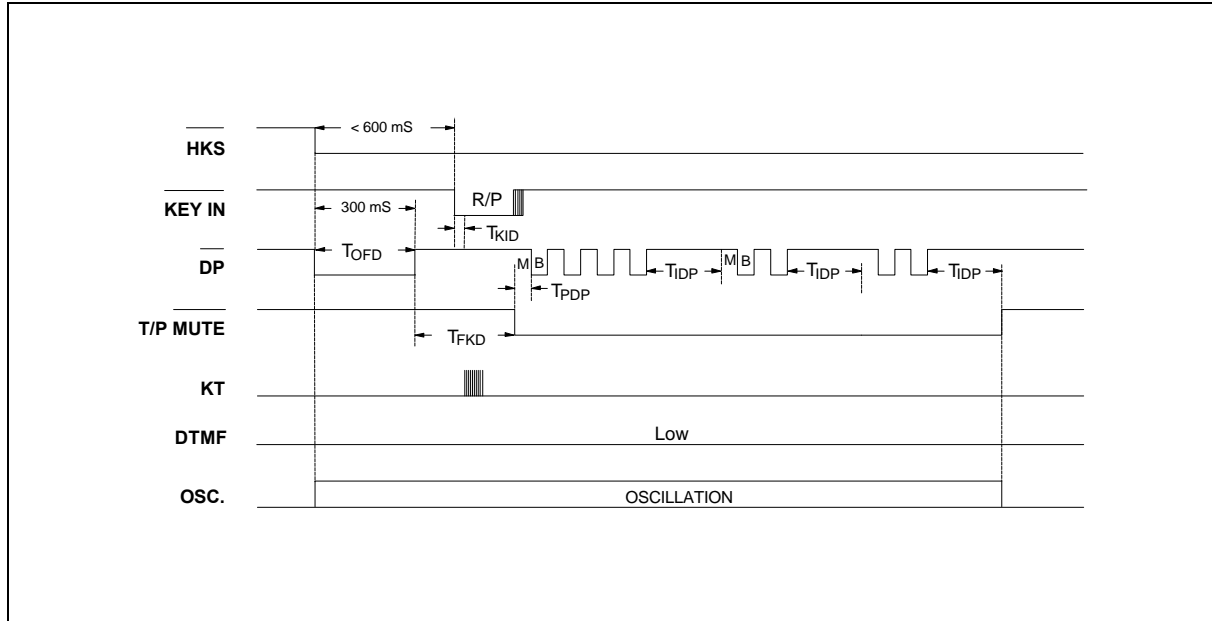 < 600 mS
HKS
KEY IN
R/P
300 mS
TKID
DP
TOFD
M B
TIDP
M B
TIDP
TIDP
TPDP
T/P MUTE
TFKD
KT
DTMF
Low
OSC.
OSCILLATION